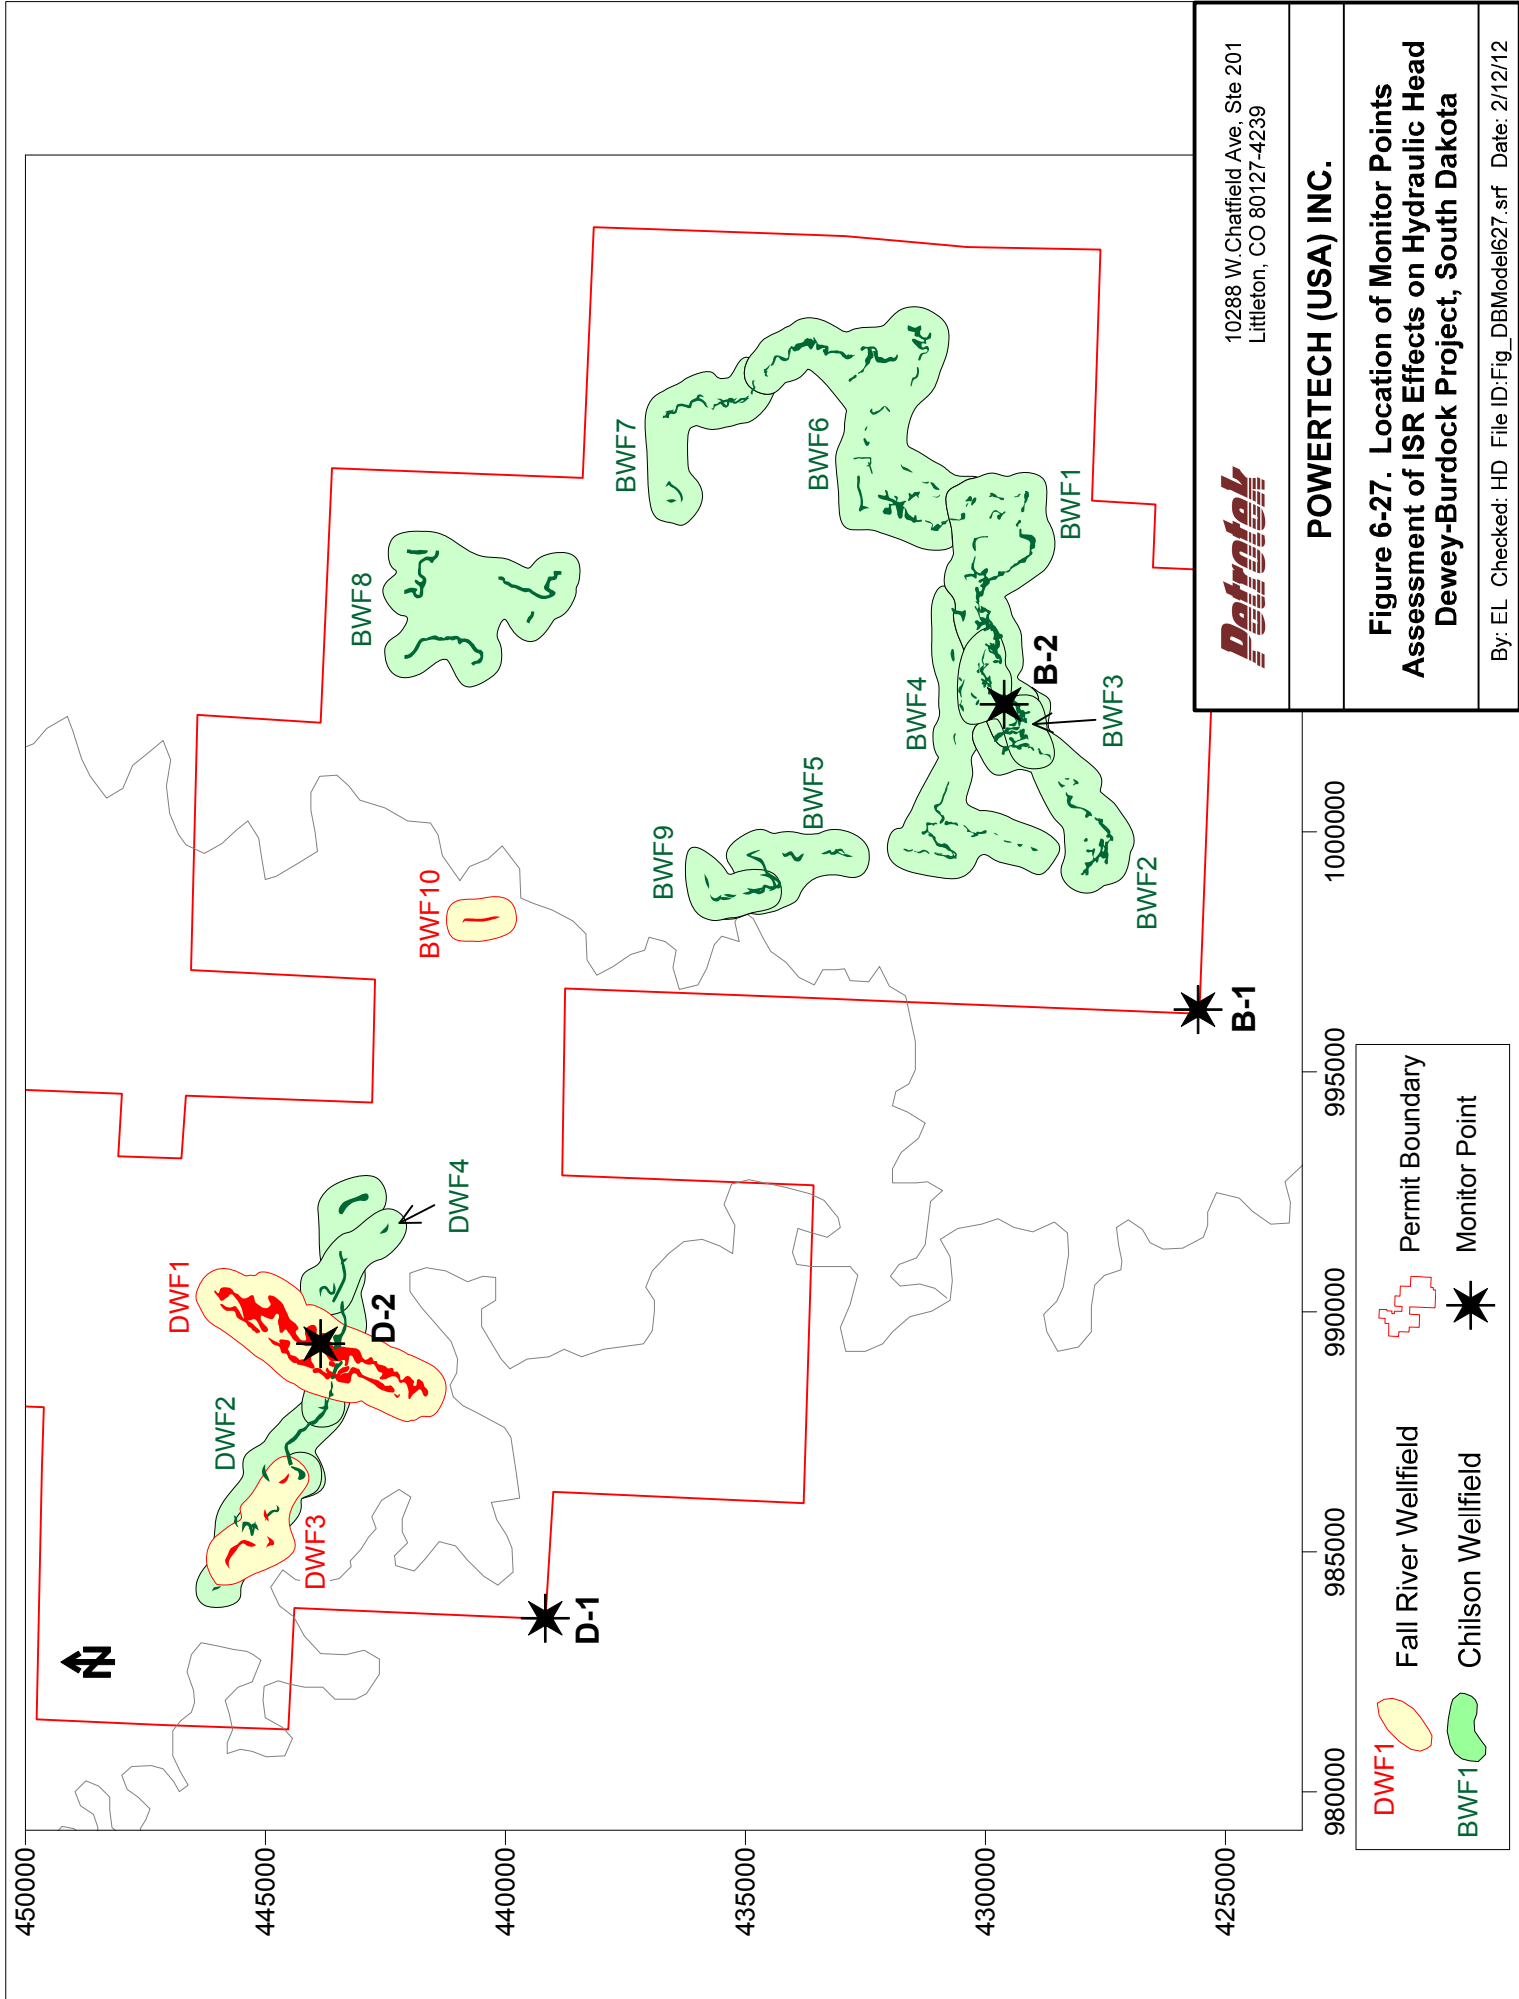 N
450000
445000
440000
435000
430000
425000
980000
985000
990000
995000
1000000
DWF1
DWF2
DWF3
DWF4
D-1
D-2
BWF10
BWF8
BWF7
BWF6
BWF1
BWF9
BWF5
BWF4
BWF3
BWF2
B-1
B-2
DWF1
Fall River Wellfield
Permit Boundary
BWF1
Chilson Wellfield
Monitor Point
Petrotek
10288 W.Chatfield Ave, Ste 201
Littleton, CO 80127-4239
POWERTECH (USA) INC.
Figure 6-27. Location of Monitor Points
Assessment of ISR Effects on Hydraulic Head
Dewey-Burdock Project, South Dakota
By: EL Checked: HD File ID:Fig_DBModel627.srf Date: 2/12/12